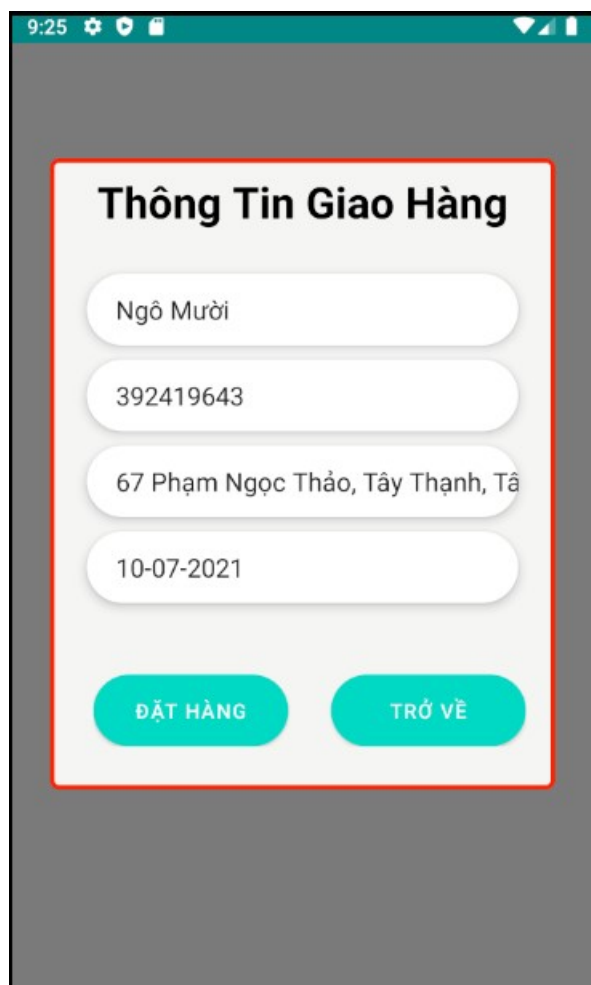 9:25
Thông Tin Giao Hàng
Ngô Mười
392419643
67 Phạm Ngọc Thảo, Tây Thạnh, Tâ
10-07-2021
ĐẶT HÀNG TRỞ VỀ